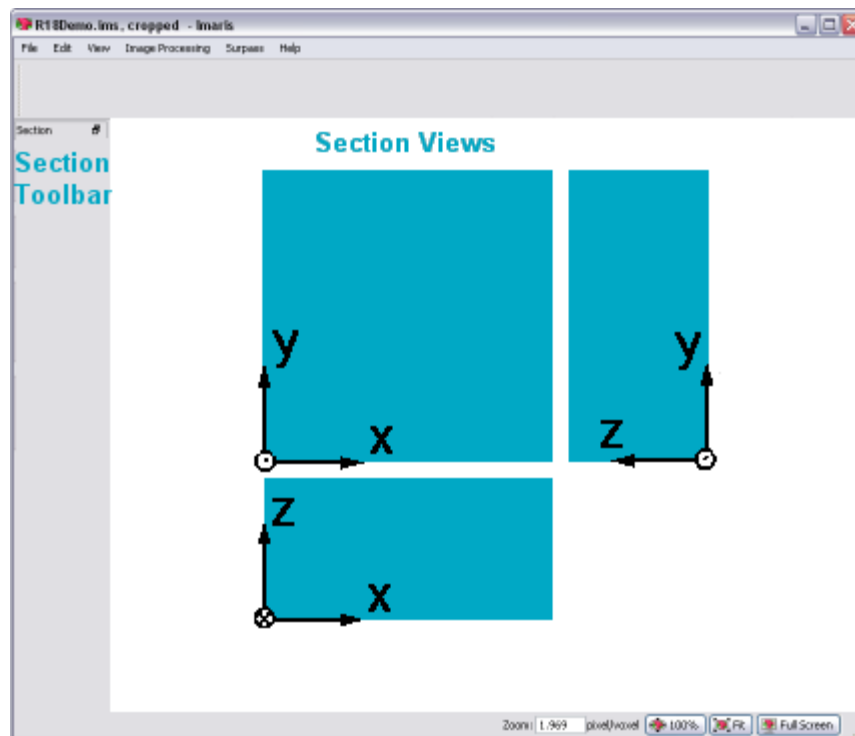 R18Demo.ims, cropped - Imaris
File Edit View Image Processing Surpass Help
Section
Section Views
Section
Toolbar
y
x
y
z
z
x
Zoom: 1.969 pixel/voxel 100% Fit Full Screen